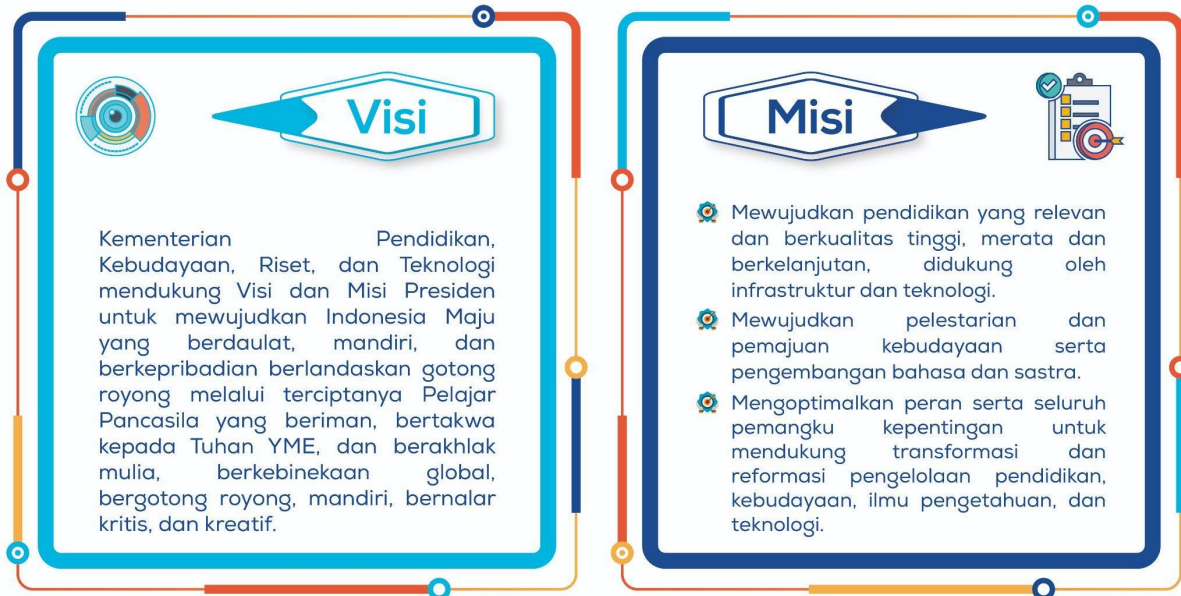 Visi
Kementerian Pendidikan,
Kebudayaan, Riset, dan Teknologi
mendukung Visi dan Misi Presiden
untuk mewujudkan Indonesia Maju
yang berdaulat, mandiri, dan
berkepribadian berlandaskan gotong
royong melalui terciptanya Pelajar
Pancasila yang beriman, bertakwa
kepada Tuhan YME, dan berakhlak
mulia, berkebinekaan global,
bergotong royong, mandiri, bernalar
kritis, dan kreatif.
Misi
Mewujudkan pendidikan yang relevan
dan berkualitas tinggi, merata dan
berkelanjutan, didukung oleh
infrastruktur dan teknologi.
Mewujudkan pelestarian dan
pemajuan kebudayaan serta
pengembangan bahasa dan sastra.
Mengoptimalkan peran serta seluruh
pemangku kepentingan untuk
mendukung transformasi dan
reformasi pengelolaan pendidikan,
kebudayaan, ilmu pengetahuan, dan
teknologi.